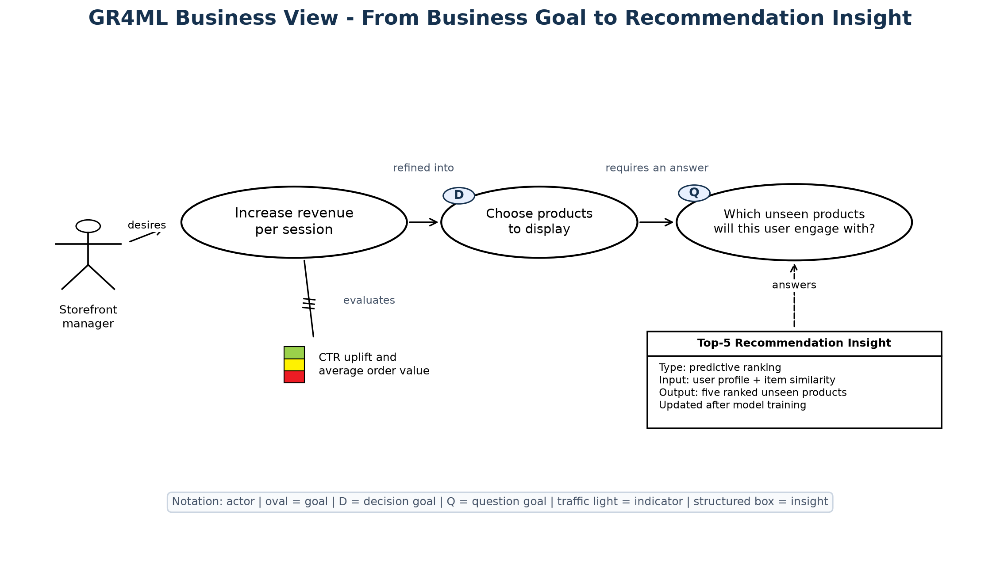 GR4ML Business View - From Business Goal to Recommendation Insight
refined into
requires an answer
D
Q
Increase revenue
per session
Choose products
to display
Which unseen products
will this user engage with?
desires
Storefront
manager
evaluates
answers
CTR uplift and
average order value
Top-5 Recommendation Insight
Type: predictive ranking
Input: user profile + item similarity
Output: five ranked unseen products
Updated after model training
Notation: actor | oval = goal | D = decision goal | Q = question goal | traffic light = indicator | structured box = insight